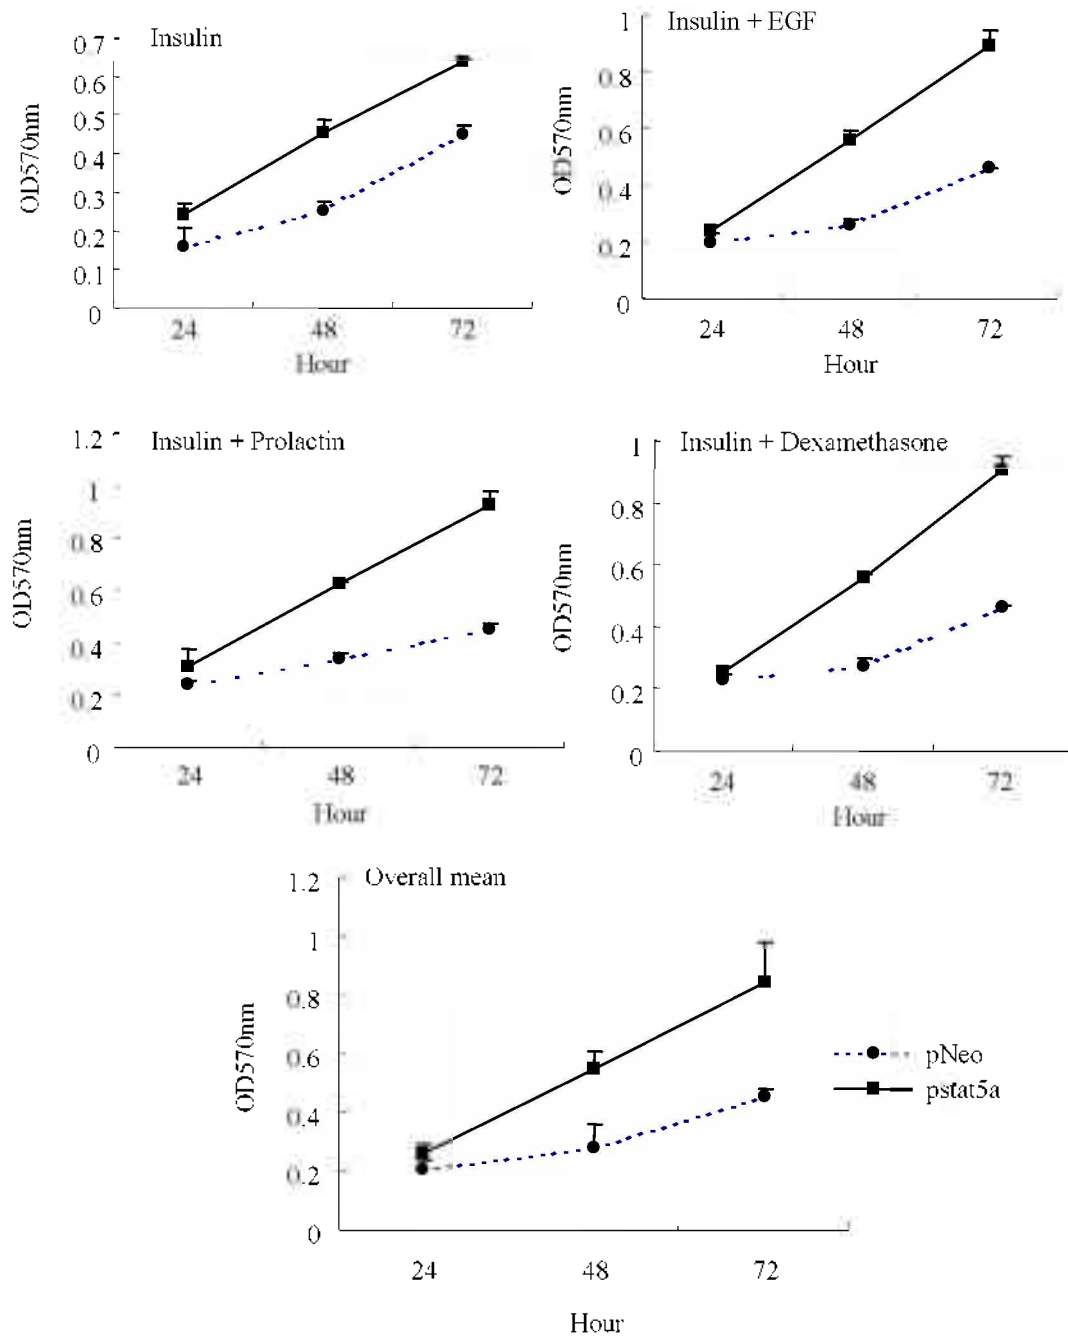 Insulin
0.7
0.6
0.5
0.4
0.3
0.2
0.1
0
OD570nm
24 48 72
Hour
Insulin + EGF
1
0.8
0.6
0.4
0.2
0
OD570nm
24 48 72
Hour
Insulin + Prolactin
1.2
1
0.8
0.6
0.4
0.2
0
OD570nm
24 48 72
Hour
Insulin + Dexamethasone
1
0.8
0.6
0.4
0.2
0
OD570nm
24 48 72
Hour
Overall mean
1.2
1
0.8
0.6
0.4
0.2
0
OD570nm
24 48 72
Hour
pNeo
pstat5a